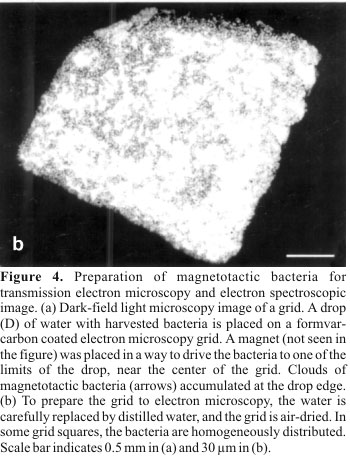 b
Figure 4. Preparation of magnetotactic bacteria for
transmission electron microscopy and electron spectroscopic
image. (a) Dark-field light microscopy image of a grid. A drop
(D) of water with harvested bacteria is placed on a formvar-
carbon coated electron microscopy grid. A magnet (not seen in
the figure) was placed in a way to drive the bacteria to one of the
limits of the drop, near the center of the grid. Clouds of
magnetotactic bacteria (arrows) accumulated at the drop edge.
(b) To prepare the grid to electron microscopy, the water is
carefully replaced by distilled water, and the grid is air-dried. In
some grid squares, the bacteria are homogeneously distributed.
Scale bar indicates 0.5 mm in (a) and 30 µm in (b).